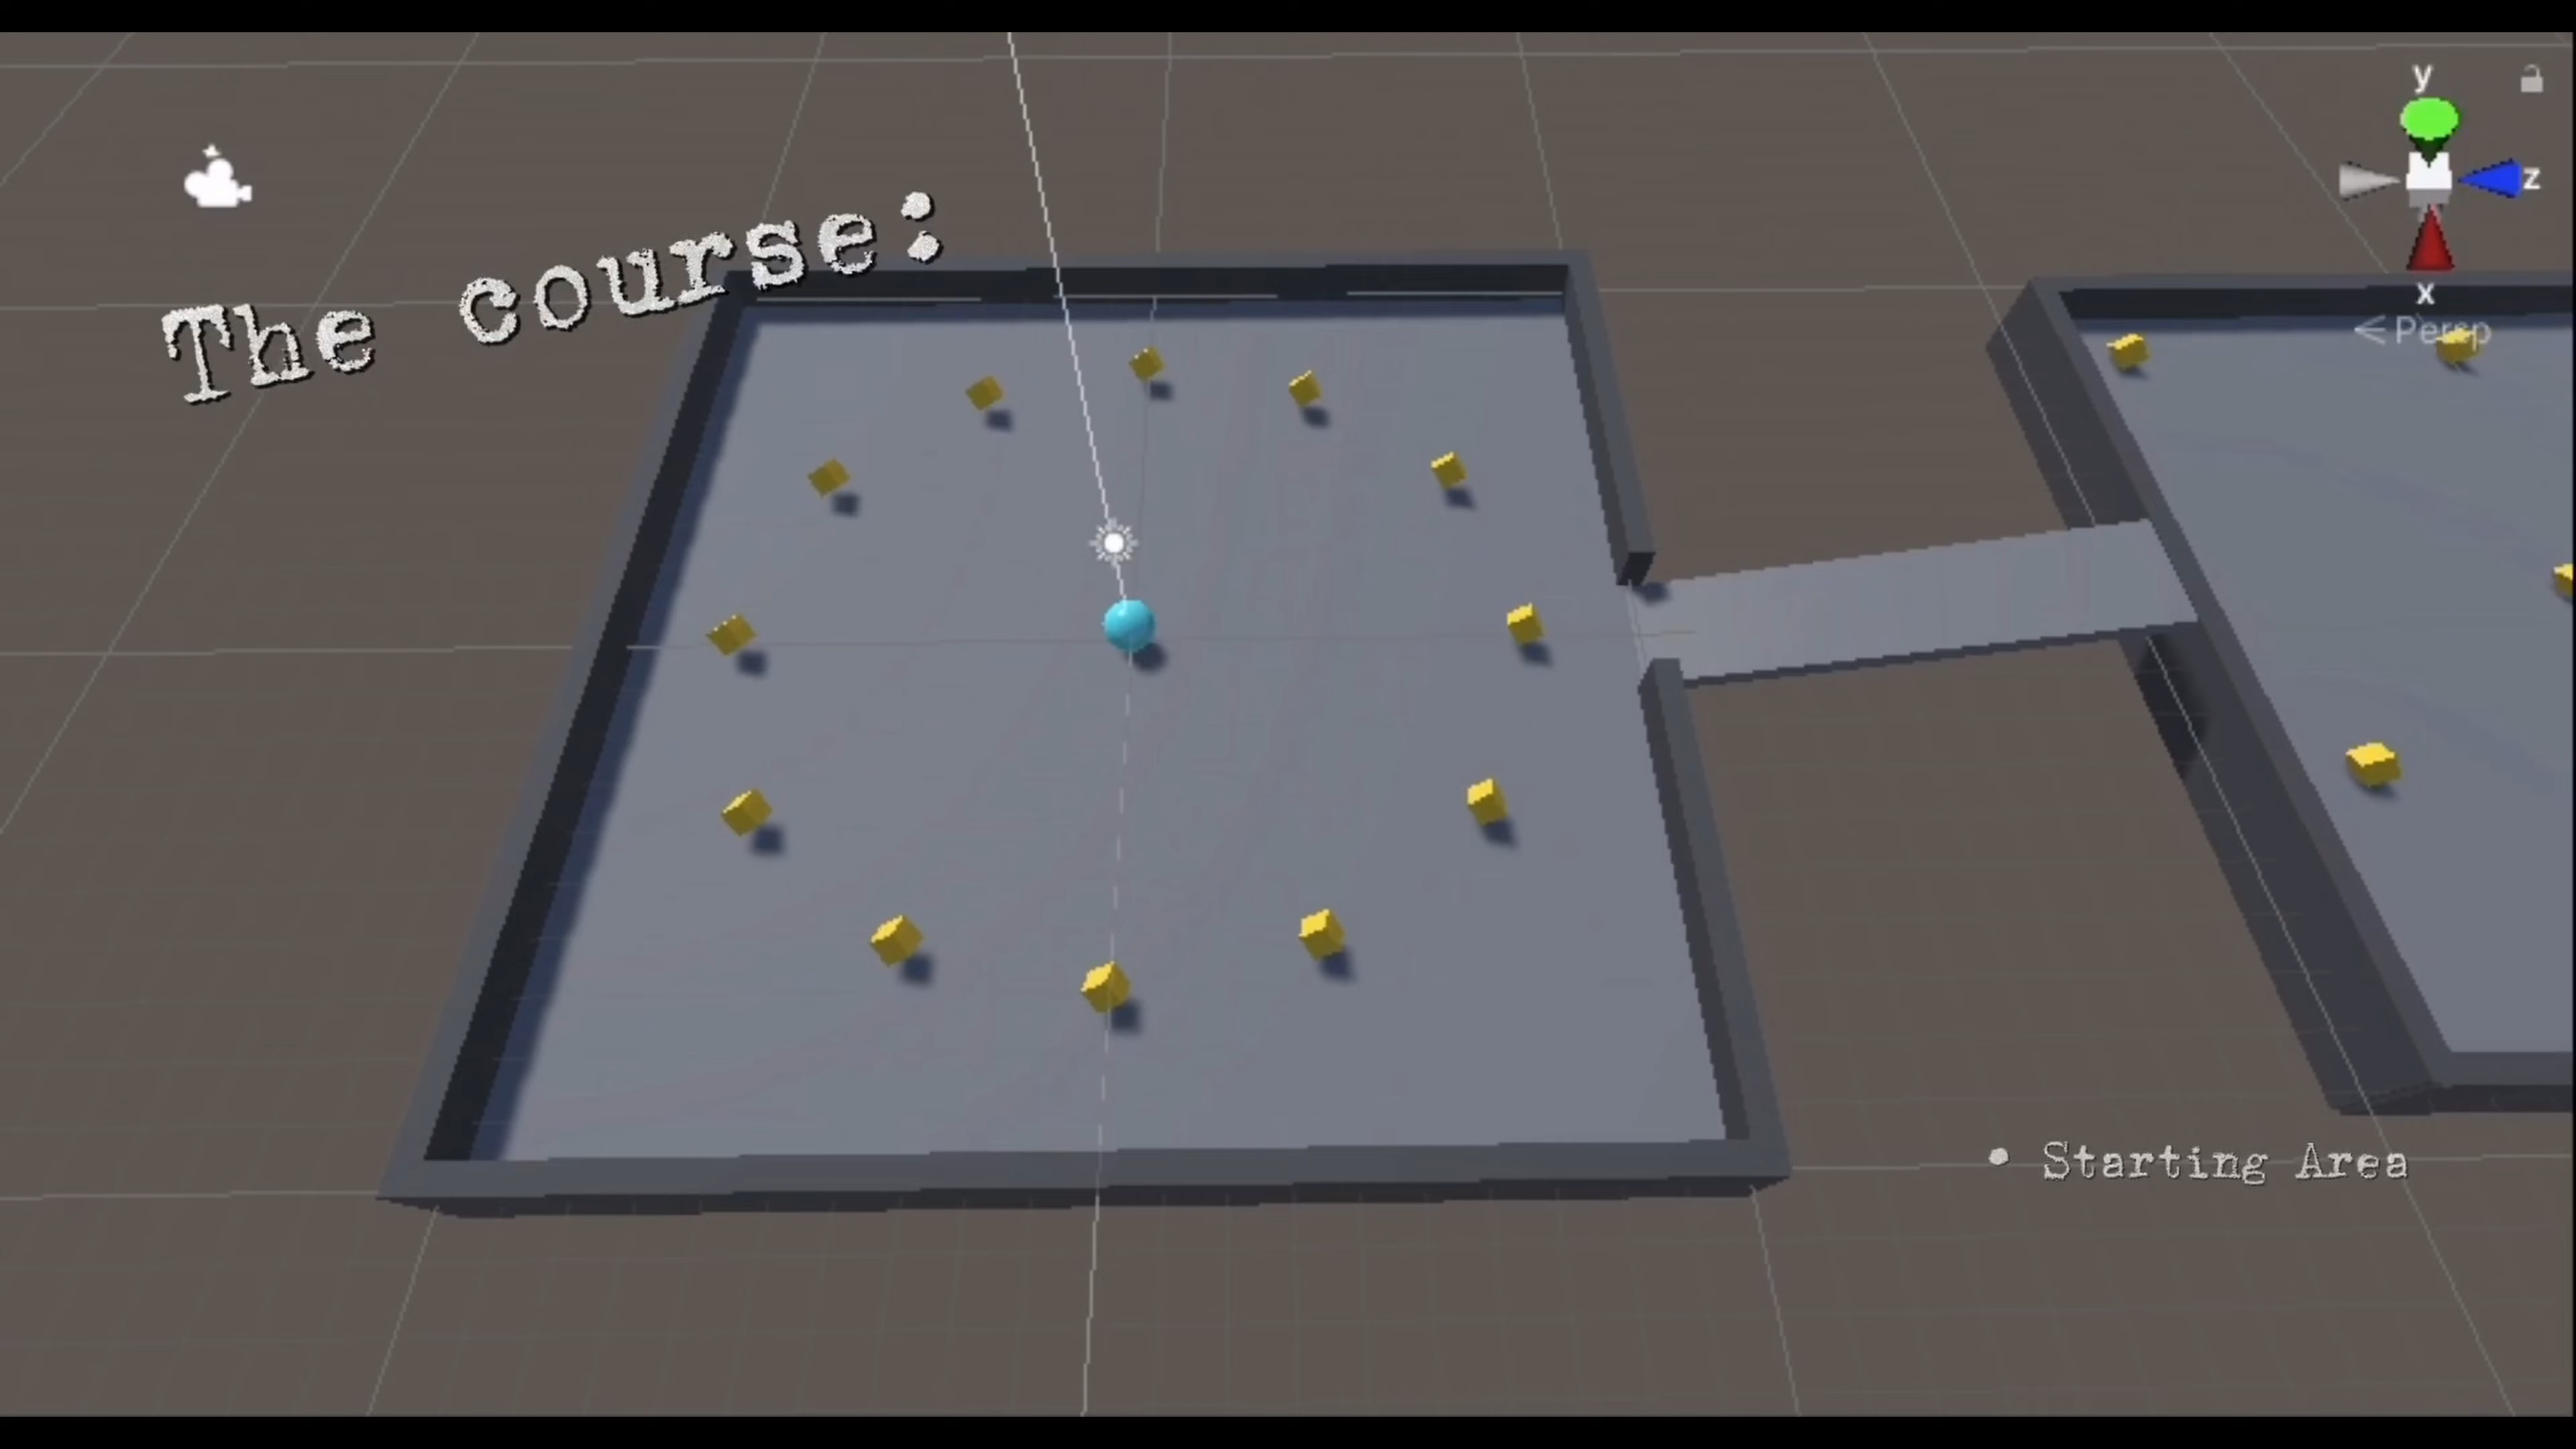 The course:
y
z
x
< Persp
• Starting Area